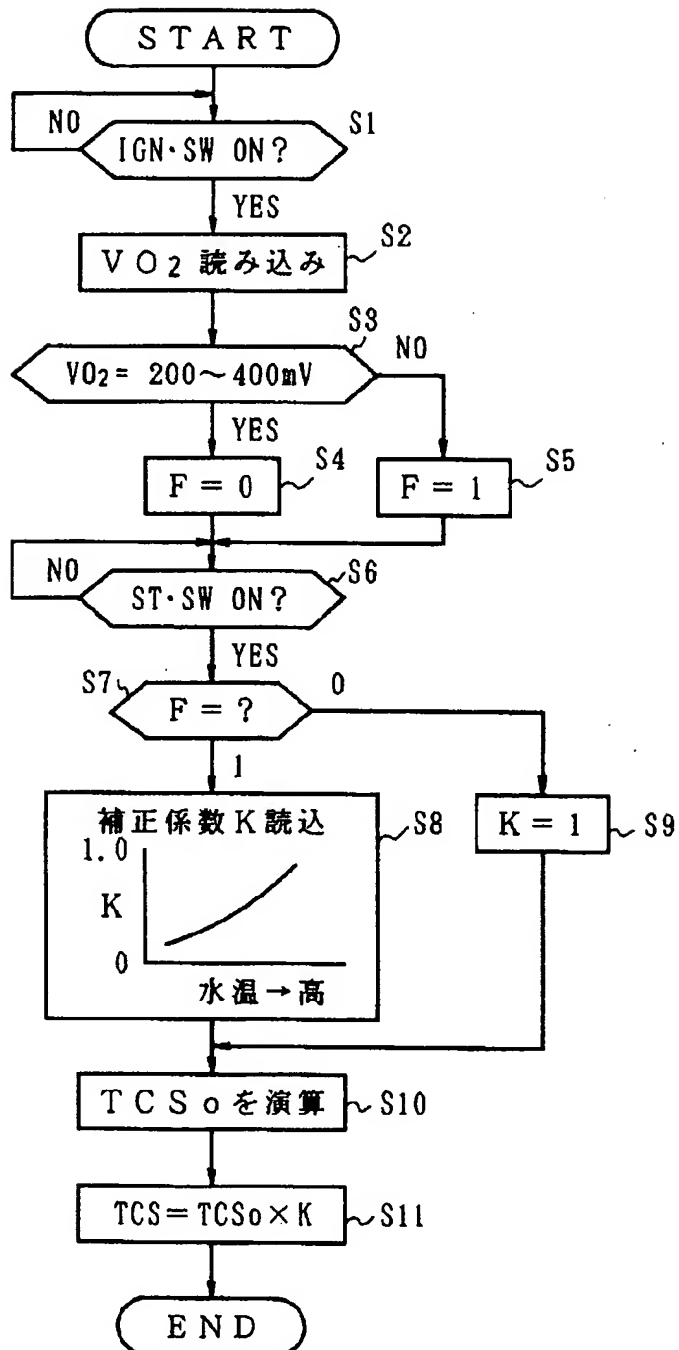 START
NO
S1
IGN·SW ON?
YES
S2
VO₂ 読み込み
S3
NO
VO₂= 200～400mV
YES
S4
F = 0
S5
F = 1
NO
S6
ST·SW ON?
YES
S7
0
F = ?
1
補正係数K読込
S8
1.0
K
0
水温→高
K = 1
S9
TCSoを演算
S10
TCS=TCSo×K
S11
END